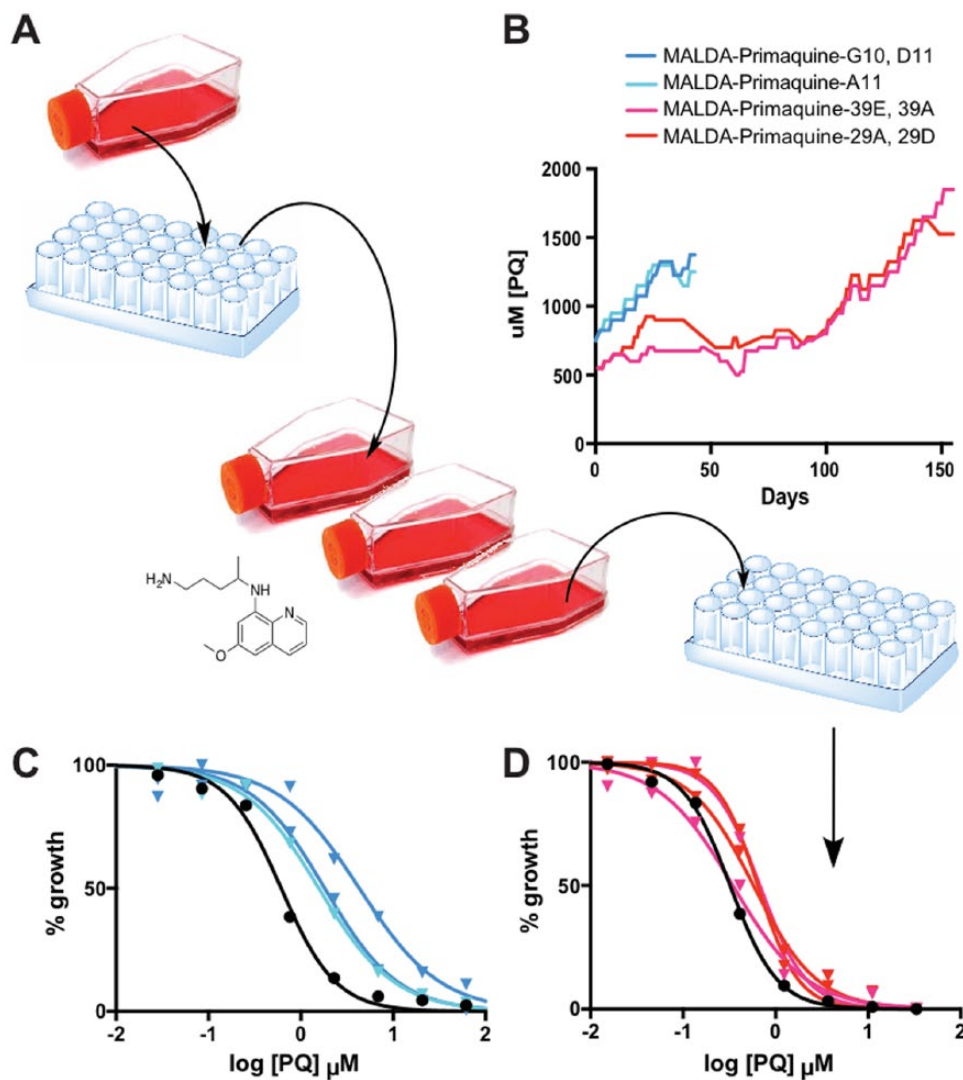 A
B
MALDA-Primaquine-G10, D11
MALDA-Primaquine-A11
MALDA-Primaquine-39E, 39A
MALDA-Primaquine-29A, 29D
2000
1500
1000
500
0
uM [PQ]
0 50 100 150
Days
H₂N
NH
N
O
C
100
50
0
% growth
-2 -1 0 1 2
log [PQ] µM
D
100
50
0
% growth
-2 -1 0 1 2
log [PQ] µM